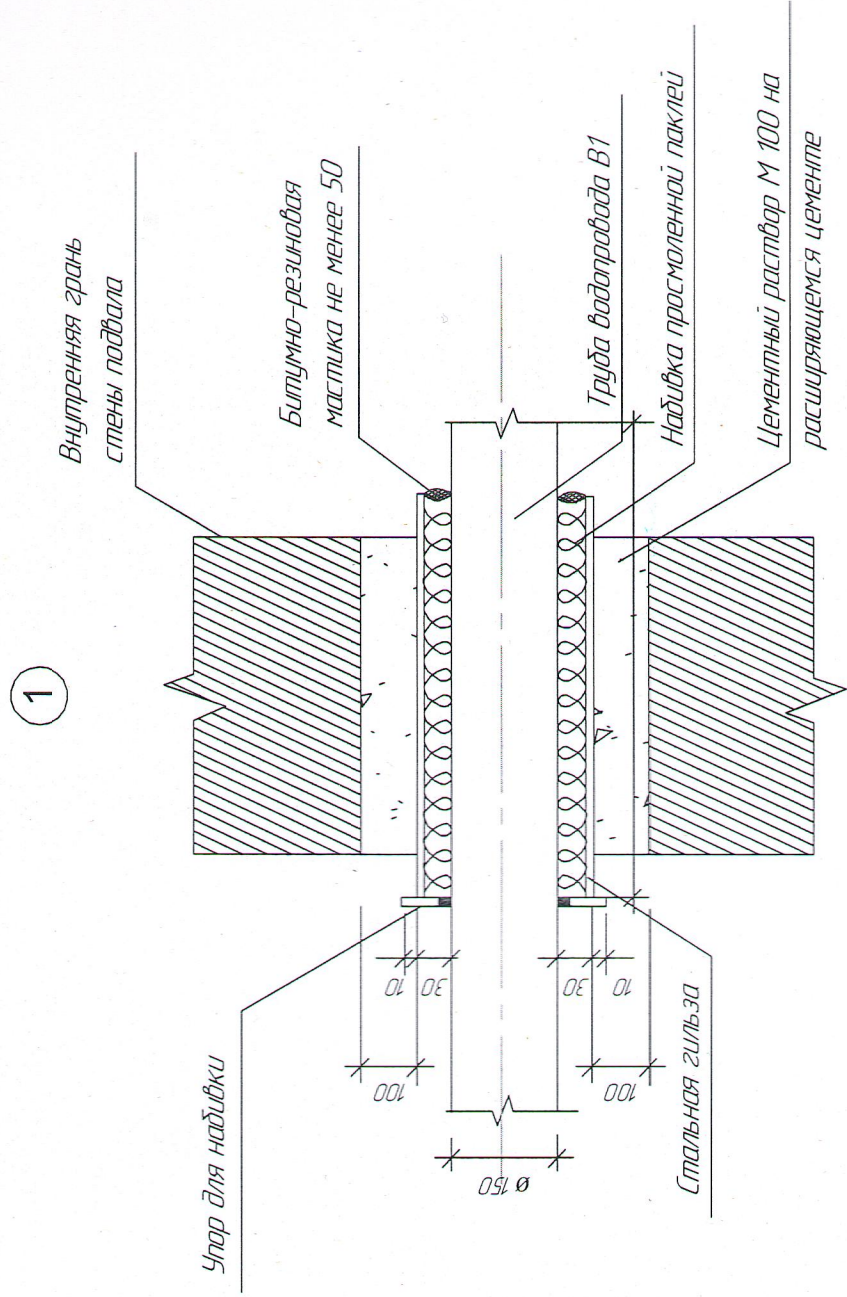 1
Внутренняя грань
стены подвала
Битумно-резиновая
мастика не менее 50
Труба водопровода В1
Набивка просмоленной паклей
Цементный раствор М 100 на
расширяющемся цементе
Упор для набивки
Стальная гильза
100
10
30
ø 150
30
10
100